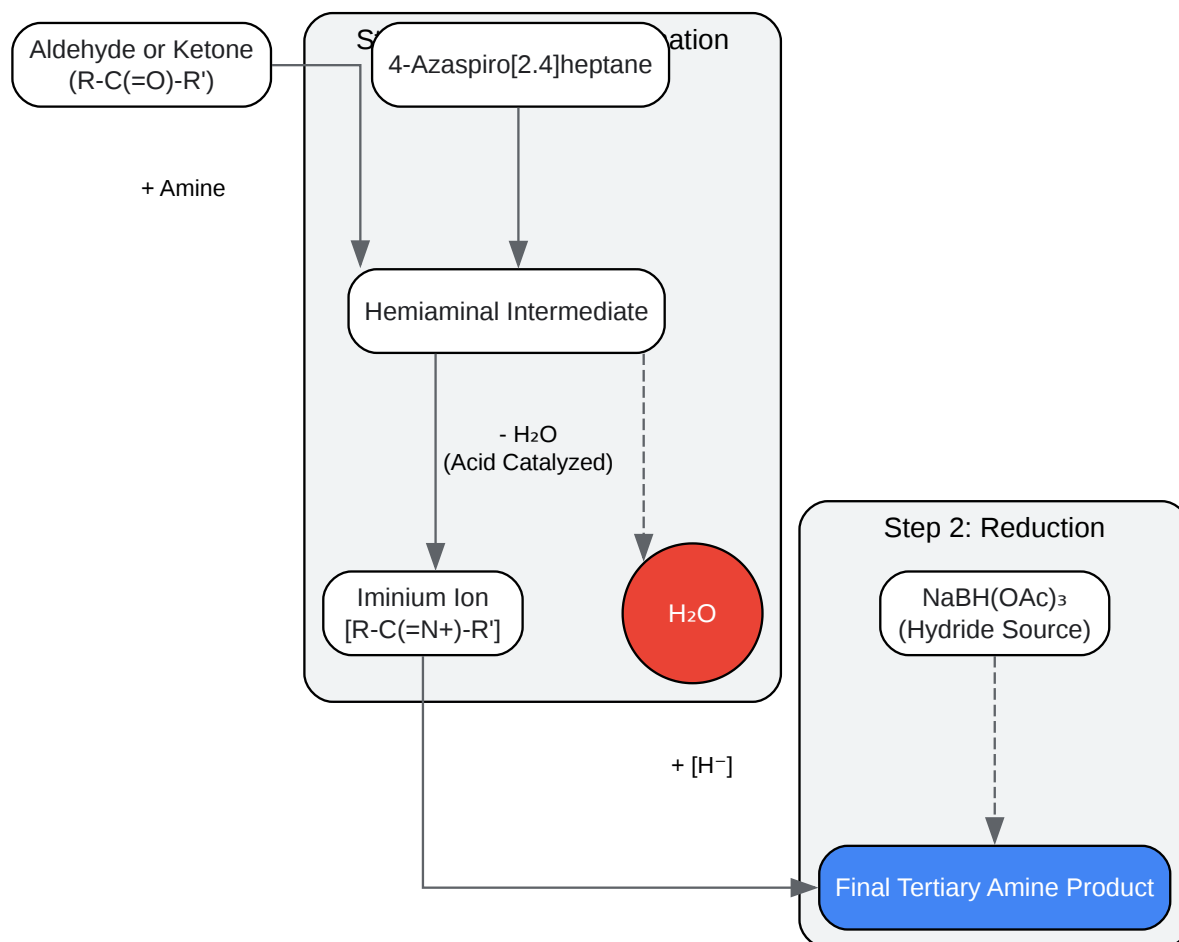 Aldehyde or Ketone
(R-C(=O)-R')
4-Azaspiro[2.4]heptane
+ Amine
Hemiaminal Intermediate
- H₂O
(Acid Catalyzed)
Iminium Ion
[R-C(=N+)-R']
H₂O
Step 2: Reduction
NaBH(OAc)₃
(Hydride Source)
+ [H⁻]
Final Tertiary Amine Product